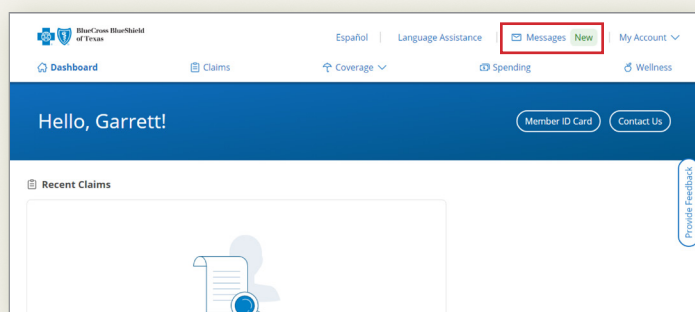 BlueCross BlueShield
of Texas
Español
Language Assistance
Messages New
My Account
Dashboard
Claims
Coverage
Spending
Wellness
Hello, Garrett!
Member ID Card
Contact Us
Recent Claims
Provide Feedback